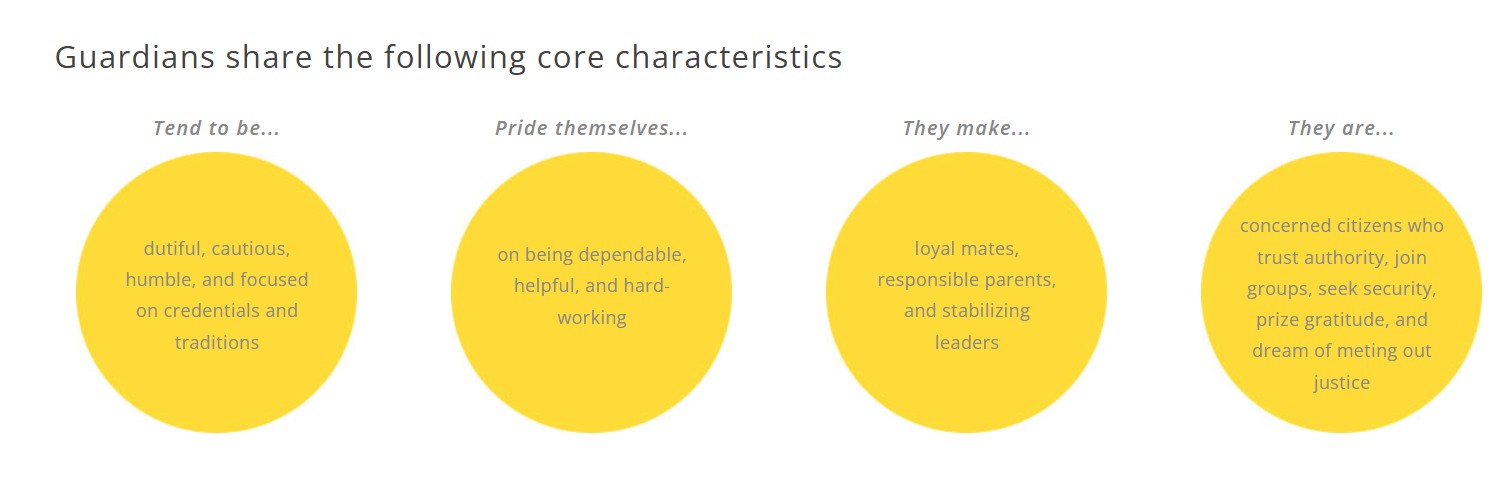 Guardians share the following core characteristics
Tend to be...
dutiful, cautious,
humble, and focused
on credentials and
traditions
Pride themselves...
on being dependable,
helpful, and hard-
working
They make...
loyal mates,
responsible parents,
and stabilizing
leaders
They are...
concerned citizens who
trust authority, join
groups, seek security,
prize gratitude, and
dream of meting out
justice